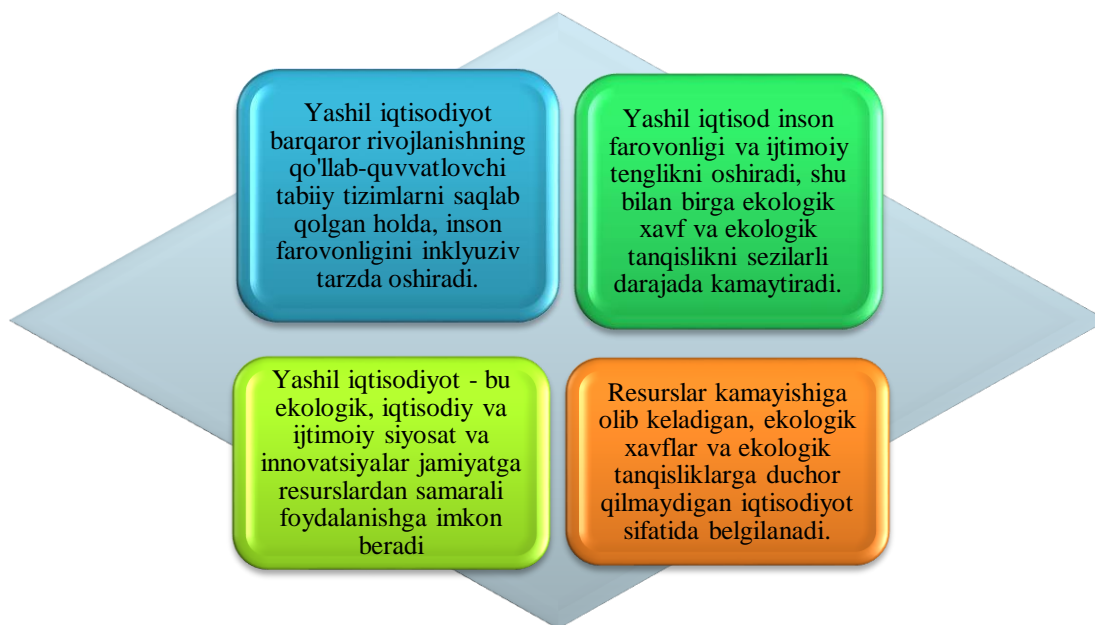 Yashil iqtisodiyot
barqaror rivojlanishning
qo'llab-quvvatlovchi
tabiiy tizimlarni saqlab
qolgan holda, inson
farovonligini inklyuziv
tarzda oshiradi.
Yashil iqtisod inson
farovonligi va ijtimoiy
tenglikni oshiradi, shu
bilan birga ekologik
xavf va ekologik
tanqislikni sezilarli
darajada kamaytiradi.
Yashil iqtisodiyot - bu
ekologik, iqtisodiy va
ijtimoiy siyosat va
innovatsiyalar jamiyatga
resurslardan samarali
foydalanishga imkon
beradi
Resurslar kamayishiga
olib keladigan, ekologik
xavflar va ekologik
tanqisliklarga duchor
qilmaydigan iqtisodiyot
sifatida belgilanadi.